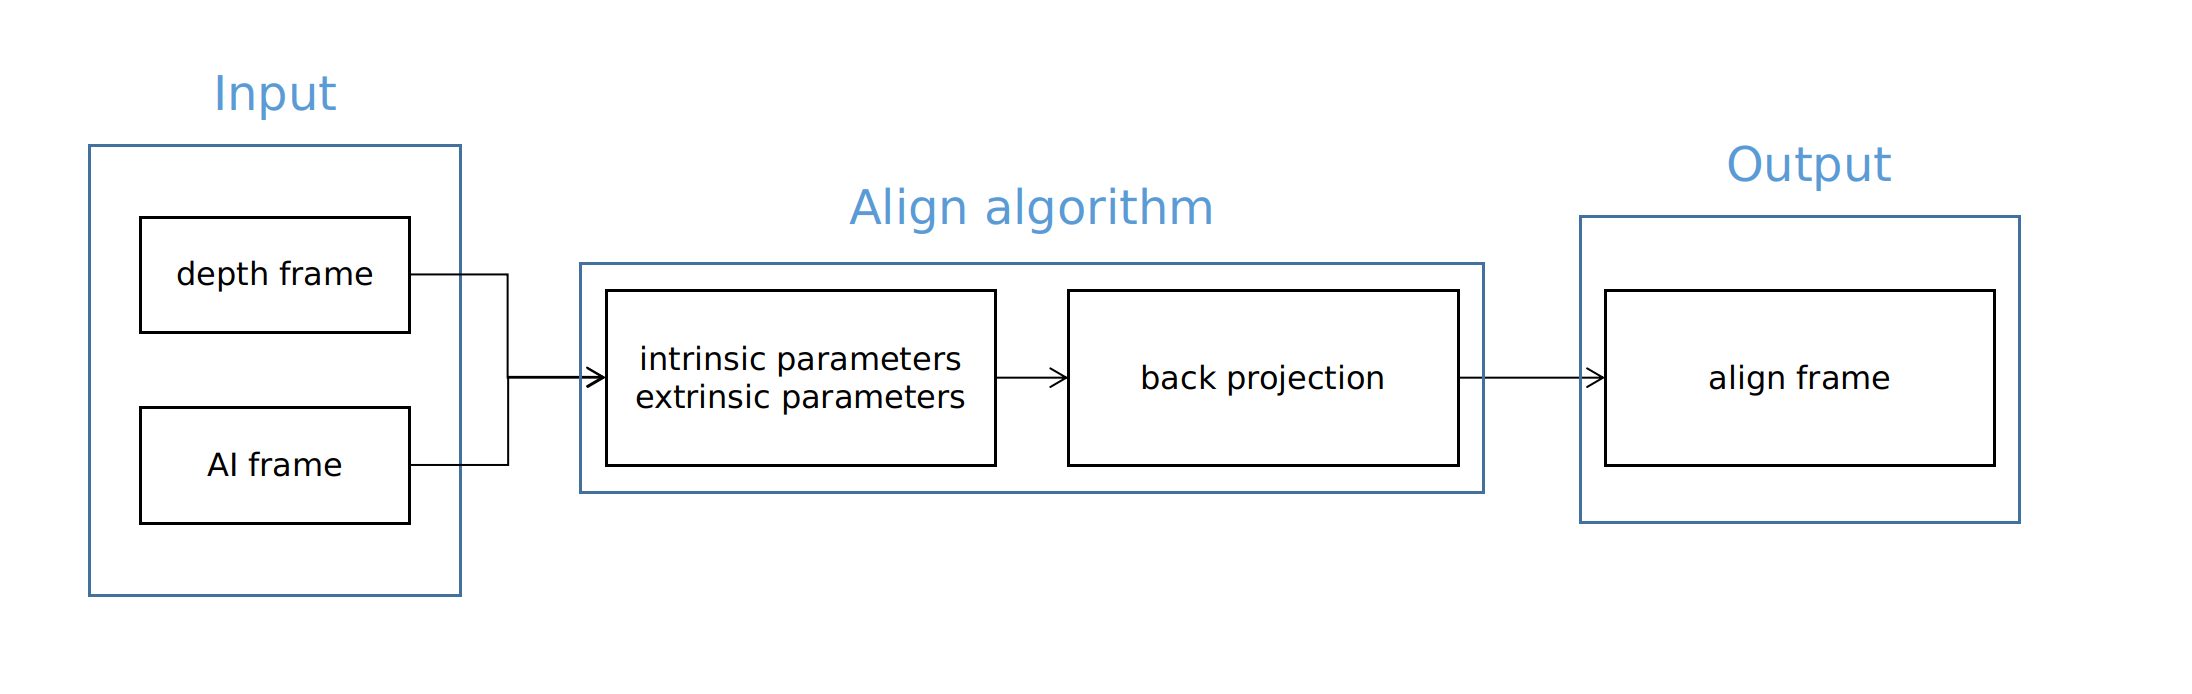 Input
depth frame
AI frame
Align algorithm
intrinsic parameters
extrinsic parameters
back projection
Output
align frame